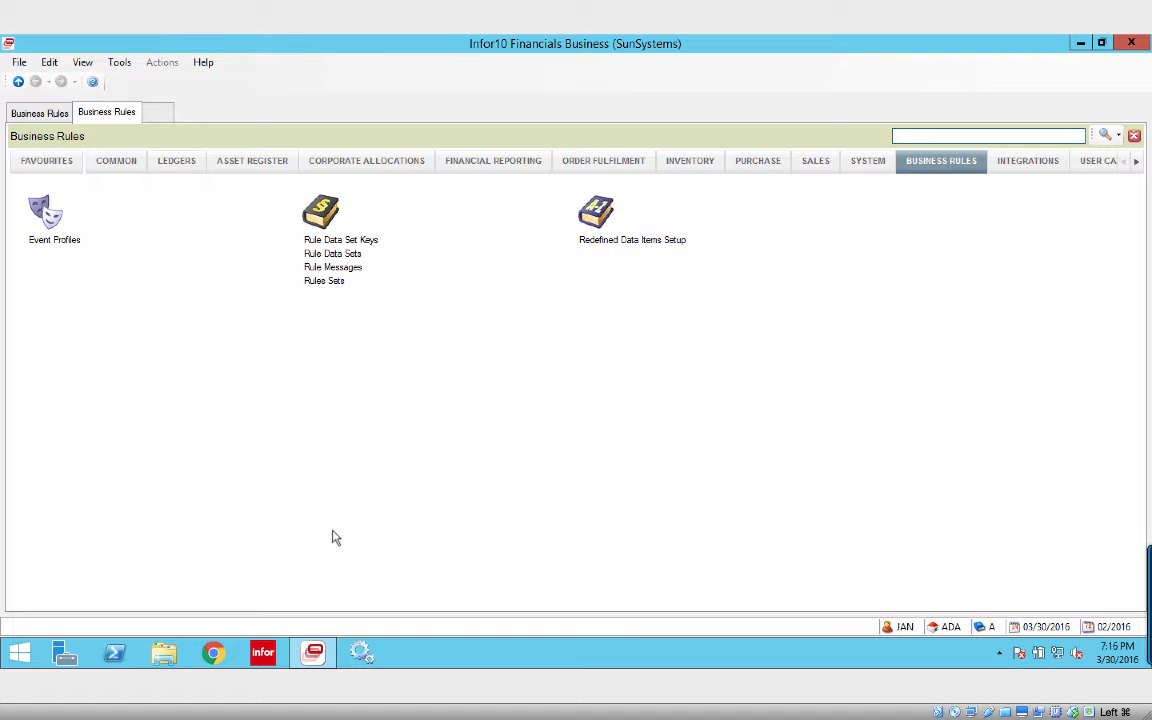 Infor10 Financials Business (SunSystems)
File Edit View Tools Actions Help
Business Rules Business Rules
Business Rules
FAVOURITES COMMON LEDGERS ASSET REGISTER CORPORATE ALLOCATIONS FINANCIAL REPORTING ORDER FULFILMENT INVENTORY PURCHASE SALES SYSTEM BUSINESS RULES INTEGRATIONS USER CA
Event Profiles
Rule Data Set Keys
Rule Data Sets
Rule Messages
Rules Sets
A-1
Redefined Data Items Setup
JAN ADA A 03/30/2016 02/2016
infor
7:16 PM
3/30/2016
Left ⌘